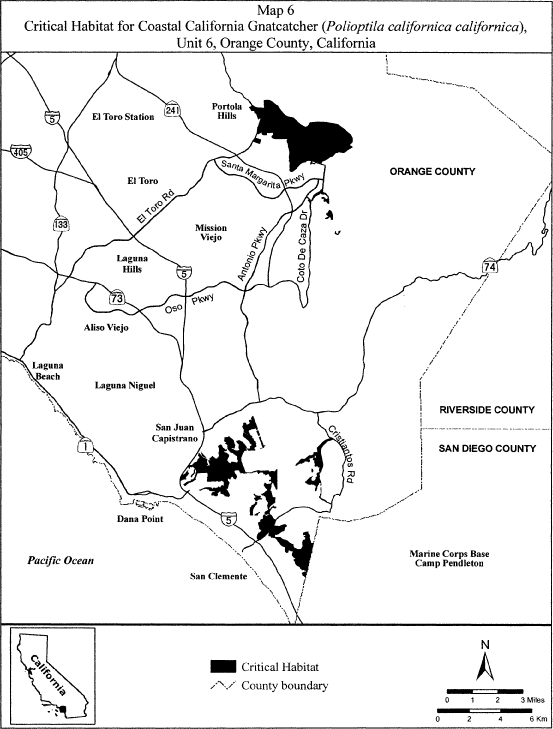 Map 6
Critical Habitat for Coastal California Gnatcatcher (Polioptila californica californica),
Unit 6, Orange County, California
5
El Toro Station
241
Portola
Hills
405
ORANGE COUNTY
El Toro
Santa Margarita Pkwy
El Toro Rd
133
Mission
Viejo
Antonio Pkwy
Coto De Caza Dr
Laguna
Hills
5
74
73
Oso Pkwy
Aliso Viejo
Laguna
Beach
Laguna Niguel
RIVERSIDE COUNTY
San Juan
Capistrano
Cristianitos Rd
SAN DIEGO COUNTY
1
Dana Point
5
Pacific Ocean
San Clemente
Marine Corps Base
Camp Pendleton
California
Critical Habitat
County boundary
N
0 1 2 3 Miles
0 2 4 6 Km